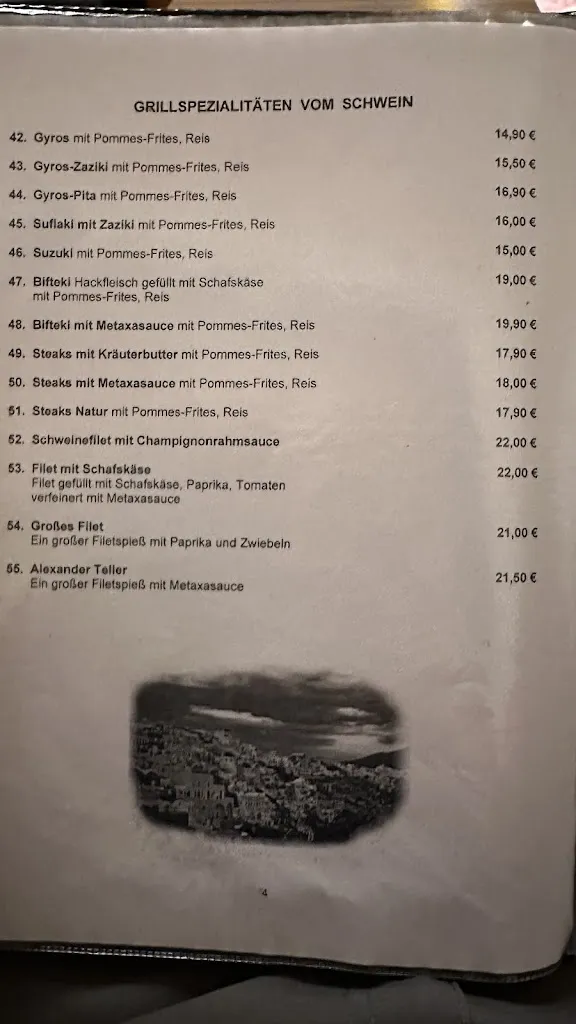 GRILLSPEZIALITÄTEN VOM SCHWEIN
42. Gyros mit Pommes-Frites, Reis 14,90 €
43. Gyros-Zaziki mit Pommes-Frites, Reis 15,50 €
44. Gyros-Pita mit Pommes-Frites, Reis 16,90 €
45. Suflaki mit Zaziki mit Pommes-Frites, Reis 16,00 €
46. Suzuki mit Pommes-Frites, Reis 15,00 €
47. Bifteki Hackfleisch gefüllt mit Schafskäse 19,00 €
mit Pommes-Frites, Reis
48. Bifteki mit Metaxasauce mit Pommes-Frites, Reis 19,90 €
49. Steaks mit Kräuterbutter mit Pommes-Frites, Reis 17,90 €
50. Steaks mit Metaxasauce mit Pommes-Frites, Reis 18,00 €
51. Steaks Natur mit Pommes-Frites, Reis 17,90 €
52. Schweinefilet mit Champignonrahmsauce 22,00 €
53. Filet mit Schafskäse 22,00 €
Filet gefüllt mit Schafskäse, Paprika, Tomaten
verfeinert mit Metaxasauce
54. Großes Filet 21,00 €
Ein großer Filetspieß mit Paprika und Zwiebeln
55. Alexander Teller 21,50 €
Ein großer Filetspieß mit Metaxasauce
4